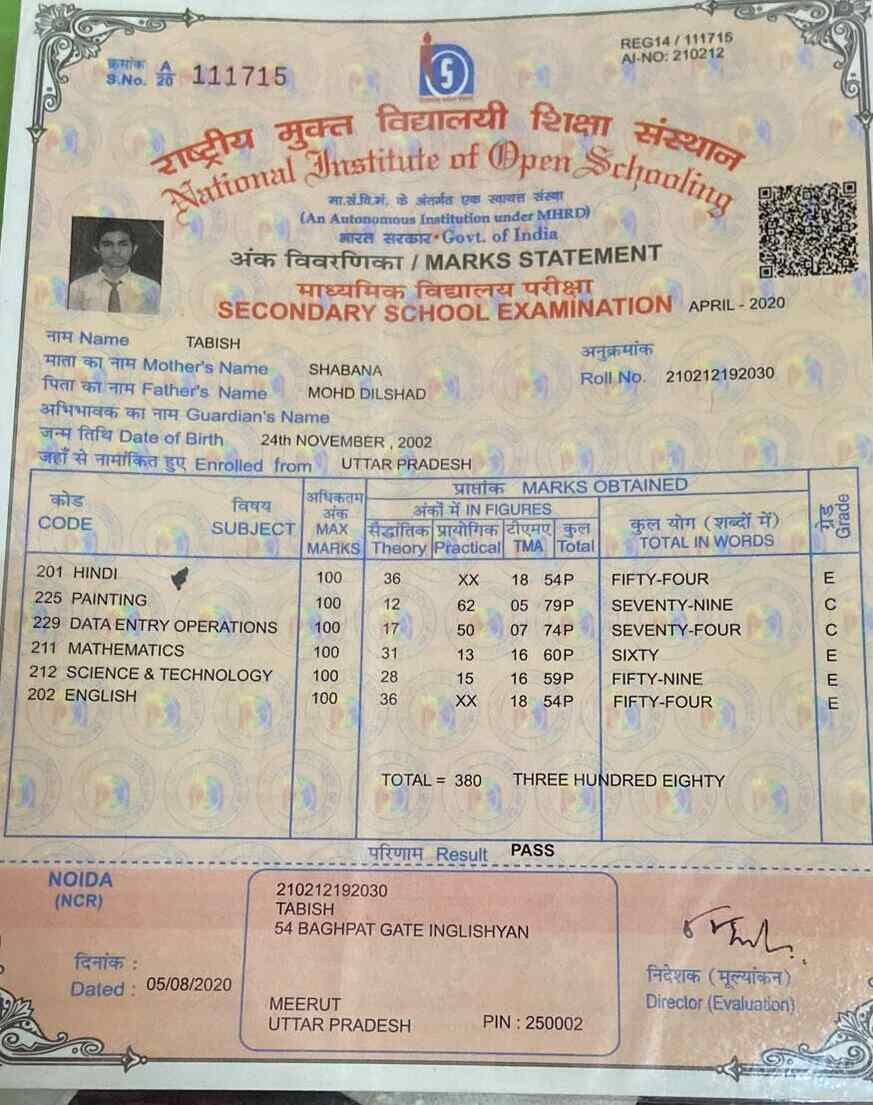 क्रमांक A
S.No. 20 111715
REG14 / 111715
AI-NO: 210212
राष्ट्रीय मुक्त विद्यालयी शिक्षा संस्थान
National Institute of Open Schooling
मा.सं.वि.मं. के अंतर्गत एक स्वायत्त संस्था
(An Autonomous Institution under MHRD)
भारत सरकार • Govt. of India
अंक विवरणिका / MARKS STATEMENT
माध्यमिक विद्यालय परीक्षा
SECONDARY SCHOOL EXAMINATION APRIL - 2020
नाम Name TABISH
अनुक्रमांक
माता का नाम Mother's Name SHABANA
Roll No. 210212192030
पिता का नाम Father's Name MOHD DILSHAD
अभिभावक का नाम Guardian's Name
जन्म तिथि Date of Birth 24th NOVEMBER , 2002
जहाँ से नामांकित हुए Enrolled from UTTAR PRADESH
कोड CODE
विषय SUBJECT
अधिकतम अंक MAX MARKS
प्राप्तांक MARKS OBTAINED
अंकों में IN FIGURES
सैद्धांतिक प्रायोगिक टीएमए कुल
Theory Practical TMA Total
कुल योग (शब्दों में)
TOTAL IN WORDS
ग्रेड Grade
201 HINDI 100 36 XX 18 54P FIFTY-FOUR E
225 PAINTING 100 12 62 05 79P SEVENTY-NINE C
229 DATA ENTRY OPERATIONS 100 17 50 07 74P SEVENTY-FOUR C
211 MATHEMATICS 100 31 13 16 60P SIXTY E
212 SCIENCE & TECHNOLOGY 100 28 15 16 59P FIFTY-NINE E
202 ENGLISH 100 36 XX 18 54P FIFTY-FOUR E
TOTAL = 380 THREE HUNDRED EIGHTY
परिणाम Result PASS
NOIDA
(NCR)
दिनांक :
Dated : 05/08/2020
210212192030
TABISH
54 BAGHPAT GATE INGLISHYAN
MEERUT
UTTAR PRADESH PIN : 250002
निदेशक (मूल्यांकन)
Director (Evaluation)